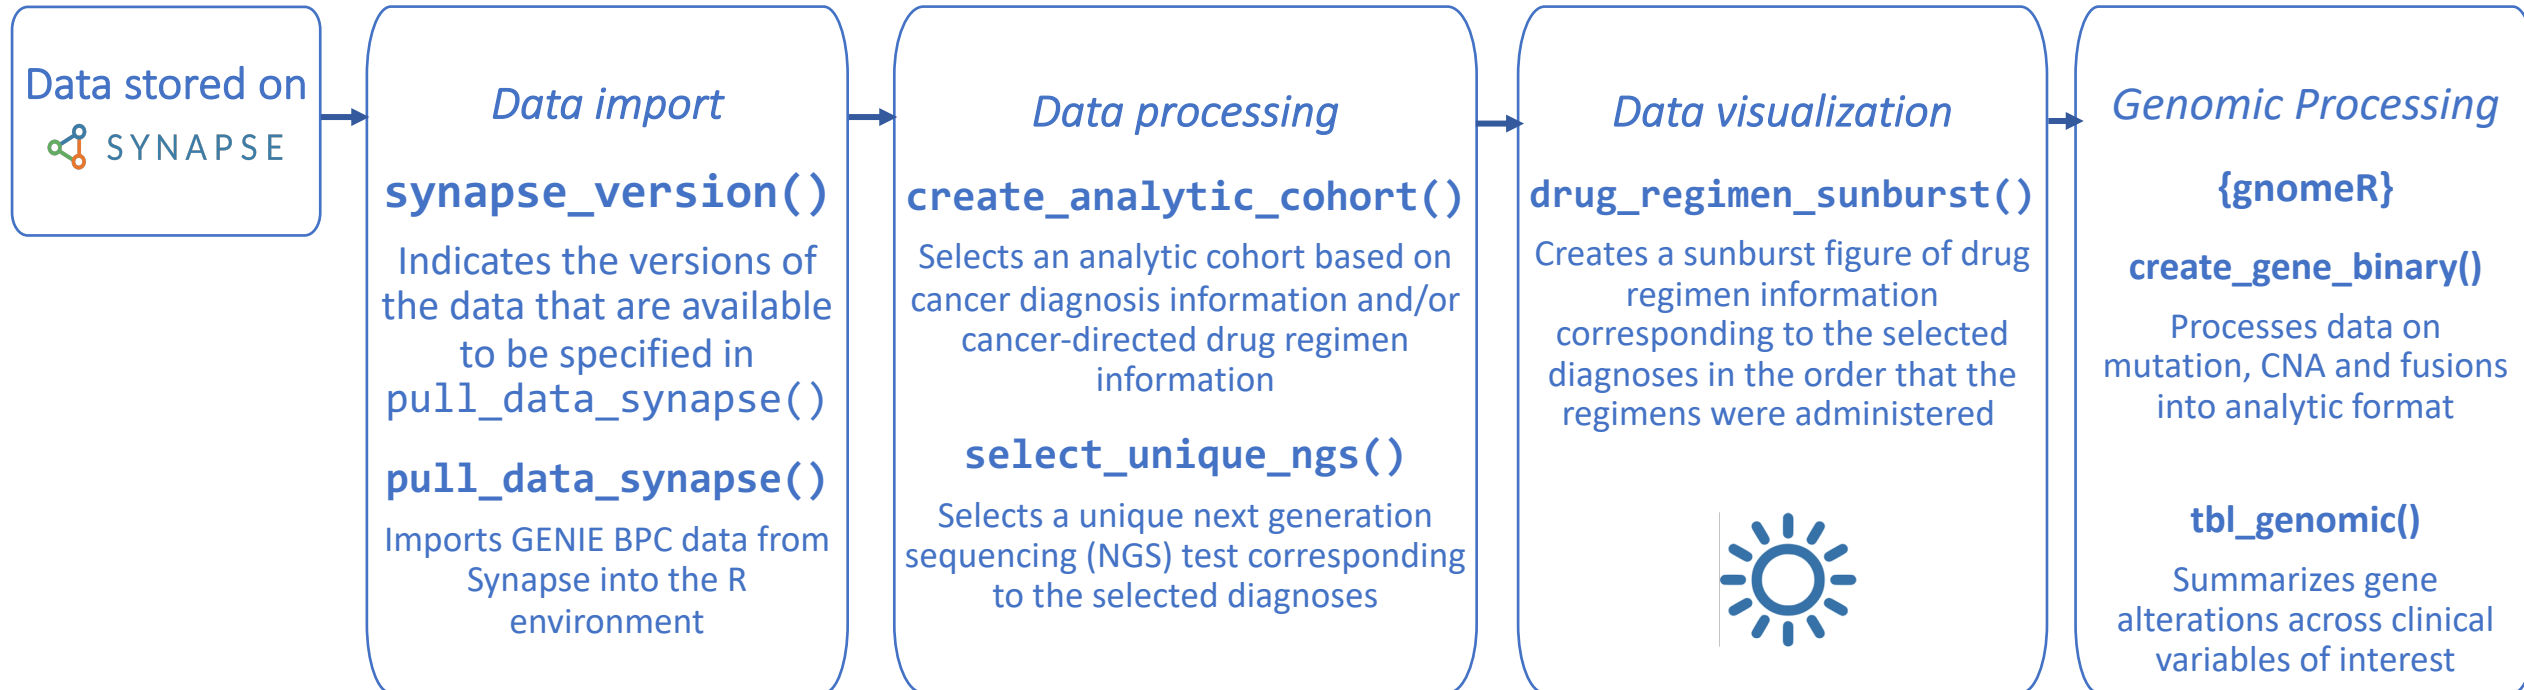 Data stored on
SYNAPSE
Data import
synapse_version()
Indicates the versions of
the data that are available
to be specified in
pull_data_synapse()
pull_data_synapse()
Imports GENIE BPC data from
Synapse into the R
environment
Data processing
create_analytic_cohort()
Selects an analytic cohort based on
cancer diagnosis information and/or
cancer-directed drug regimen
information
select_unique_ngs()
Selects a unique next generation
sequencing (NGS) test corresponding
to the selected diagnoses
Data visualization
drug_regimen_sunburst()
Creates a sunburst figure of drug
regimen information
corresponding to the selected
diagnoses in the order that the
regimens were administered
Genomic Processing
{gnomeR}
create_gene_binary()
Processes data on
mutation, CNA and fusions
into analytic format
tbl_genomic()
Summarizes gene
alterations across clinical
variables of interest